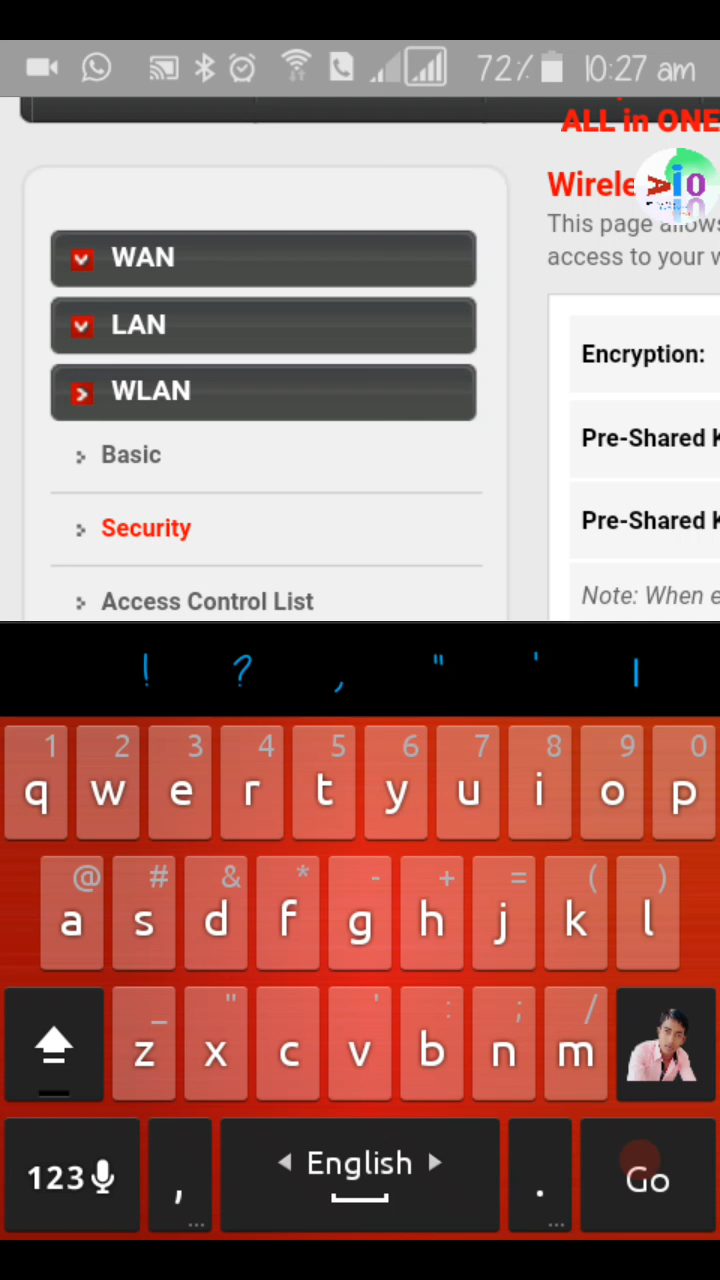 72% 10:27 am
ALL in ONE
Wirele
This page allows
access to your w
WAN
LAN
WLAN
Basic
Security
Access Control List
Encryption:
Pre-Shared K
Pre-Shared K
Note: When e
! ? , " ' |
1 2 3 4 5 6 7 8 9 0
q w e r t y u i o p
@ # & * - + = ( )
a s d f g h j k l
_ " ' : ; /
z x c v b n m
123 , English . Go
... ...